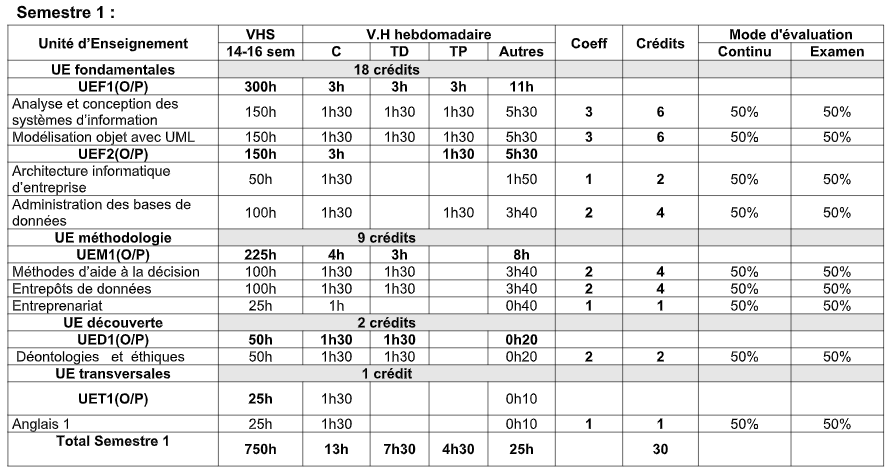 Semestre 1 :
Unité d'Enseignement VHS V.H hebdomadaire Coeff Crédits Mode d'évaluation
14-16 sem C TD TP Autres Continu Examen
UE fondamentales 18 crédits
UEF1(O/P) 300h 3h 3h 3h 11h
Analyse et conception des
systèmes d'information 150h 1h30 1h30 1h30 5h30 3 6 50% 50%
Modélisation objet avec UML 150h 1h30 1h30 1h30 5h30 3 6 50% 50%
UEF2(O/P) 150h 3h 1h30 5h30
Architecture informatique
d'entreprise 50h 1h30 1h50 1 2 50% 50%
Administration des bases de
données 100h 1h30 1h30 3h40 2 4 50% 50%
UE méthodologie 9 crédits
UEM1(O/P) 225h 4h 3h 8h
Méthodes d'aide à la décision 100h 1h30 1h30 3h40 2 4 50% 50%
Entrepôts de données 100h 1h30 1h30 3h40 2 4 50% 50%
Entreprenariat 25h 1h 0h40 1 1 50% 50%
UE découverte 2 crédits
UED1(O/P) 50h 1h30 1h30 0h20
Déontologies et éthiques 50h 1h30 1h30 0h20 2 2 50% 50%
UE transversales 1 crédit
UET1(O/P) 25h 1h30 0h10
Anglais 1 25h 1h30 0h10 1 1 50% 50%
Total Semestre 1 750h 13h 7h30 4h30 25h 30